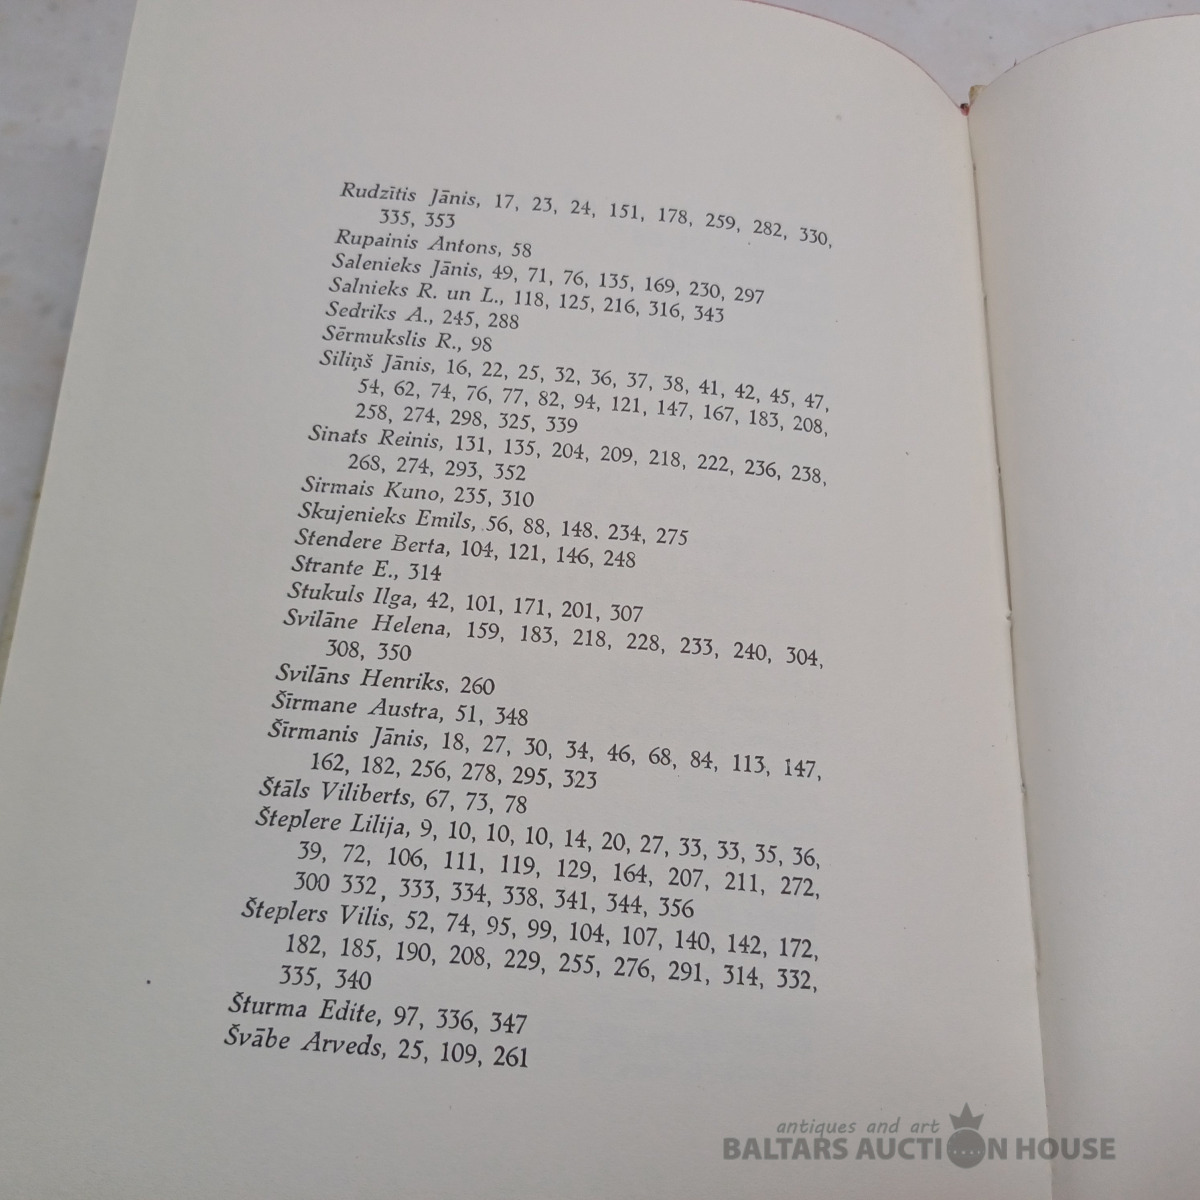 Rudzītis Jānis, 17, 23, 24, 151, 178, 259, 282, 330,
335, 353
Rupainis Antons, 58
Salenieks Jānis, 49, 71, 76, 135, 169, 230, 297
Salnieks R. un L., 118, 125, 216, 316, 343
Sedriks A., 245, 288
Sērmukslis R., 98
Siliņš Jānis, 16, 22, 25, 32, 36, 37, 38, 41, 42, 45, 47,
54, 62, 74, 76, 77, 82, 94, 121, 147, 167, 183, 208,
258, 274, 298, 325, 339
Sinats Reinis, 131, 135, 204, 209, 218, 222, 236, 238,
268, 274, 293, 352
Sirmais Kuno, 235, 310
Skujenieks Emils, 56, 88, 148. 234, 275
Stendere Berta, 104, 121, 146, 248
Strante E., 314
Stukuls Ilga, 42, 101, 171, 201, 307
Svilāne Helena, 159, 183, 218, 228, 233, 240, 304,
308, 350
Svilāns Henriks, 260
Šīrmane Austra, 51, 348
Šīrmanis Jānis, 18, 27, 30, 34, 46, 68, 84, 113, 147,
162, 182, 256, 278, 295, 323
Štāls Viliberts, 67, 73, 78
Šteplere Lilija, 9, 10, 10, 10, 14, 20, 27, 33, 33, 35, 36,
39, 72, 106, 111, 119, 129, 164, 207, 211, 272,
300 332, 333, 334, 338, 341, 344, 356
Šteplers Vilis, 52, 74, 95, 99, 104, 107, 140, 142, 172,
182, 185, 190, 208, 229, 255, 276, 291, 314, 332,
335, 340
Šturma Edite, 97, 336, 347
Švābe Arveds, 25, 109, 261
antiques and art
BALTARS AUCTION HOUSE